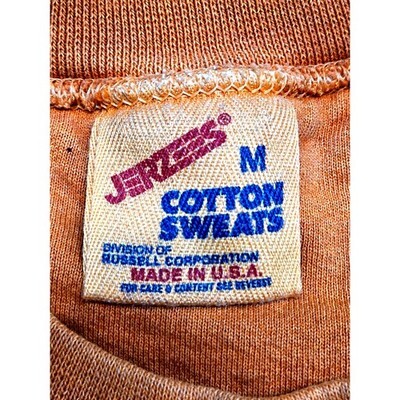 JERZEES
M
COTTON
SWEATS
DIVISION OF
RUSSELL CORPORATION
MADE IN U.S.A.
FOR CARE & CONTENT SEE REVERSE